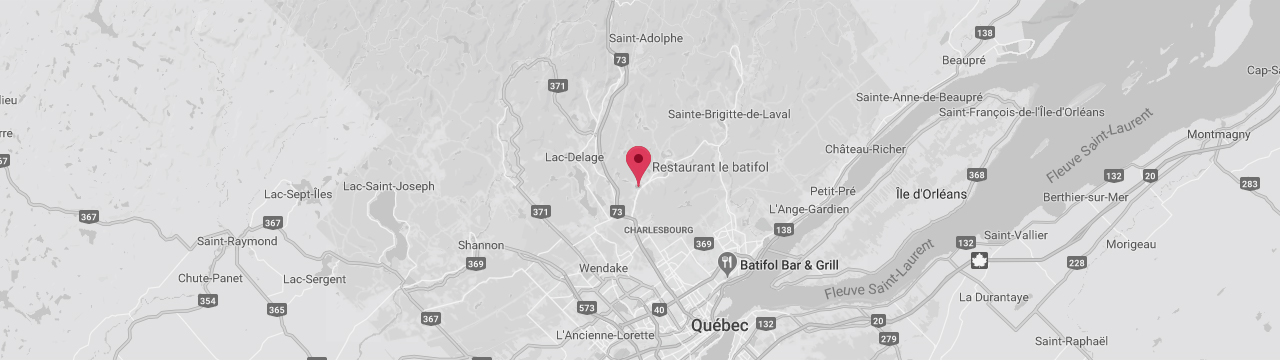 138
Saint-Adolphe
73
Beaupré
Cap-Sa
371
Sainte-Anne-de-Beaupré
lieu
Saint-François-de-l'Île-d'Orléans
Sainte-Brigitte-de-Laval
rre
Fleuve Saint-Laurent
Montmagny
Château-Richer
Lac-Delage
Restaurant le batifol
367
368
132
20
283
Lac-Saint-Joseph
Lac-Sept-Îles
Petit-Pré
Île d'Orléans
Berthier-sur-Mer
367
371
73
L'Ange-Gardien
367
CHARLESBOURG
138
Saint-Vallier
Saint-Raymond
Shannon
369
132
Morigeau
369
Wendake
Batifol Bar & Grill
228
Chute-Panet
Lac-Sergent
Fleuve Saint-Laurent
354
365
573
40
La Durantaye
367
L'Ancienne-Lorette
Québec
132
20
279
Saint-Raphaël